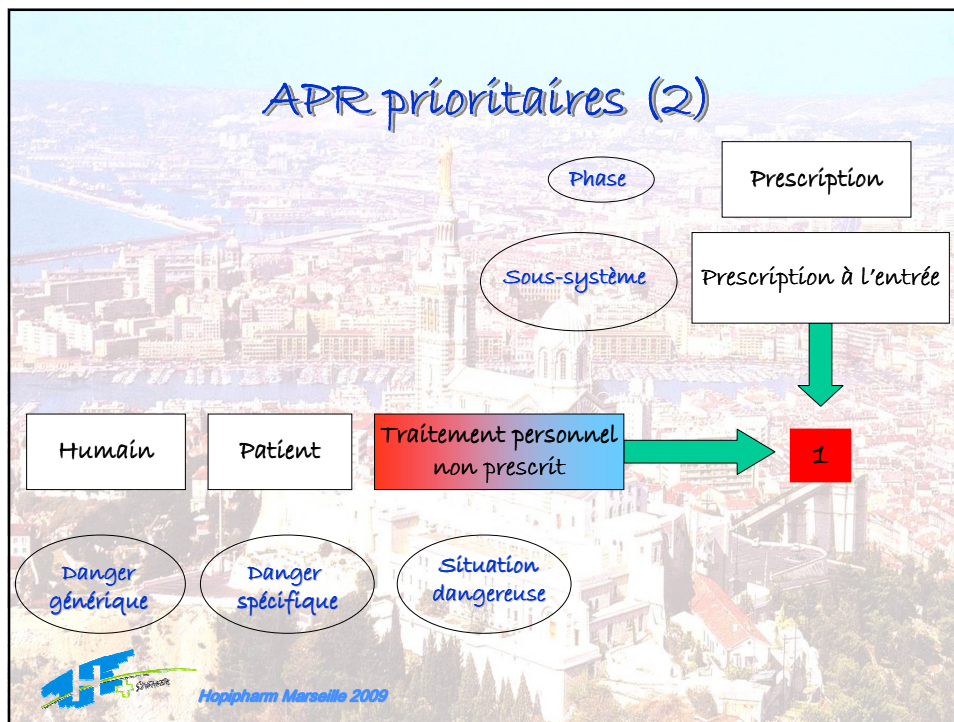 APR prioritaires (2)
Phase
Prescription
Sous-système
Prescription à l'entrée
Humain
Patient
Traitement personnel
non prescrit
1
Danger
générique
Danger
spécifique
Situation
dangereuse
Hopipharm Marseille 2009